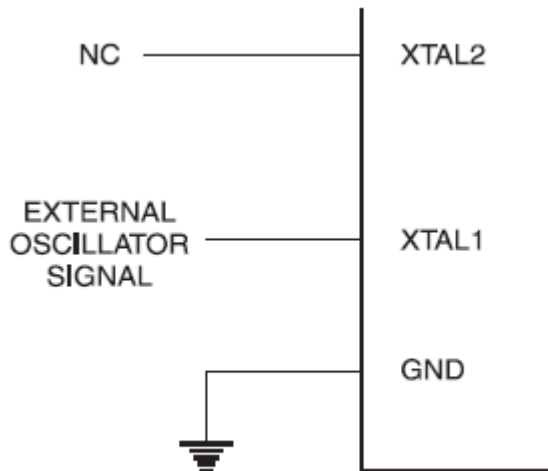 NC
XTAL2
EXTERNAL
OSCILLATOR
SIGNAL
XTAL1
GND